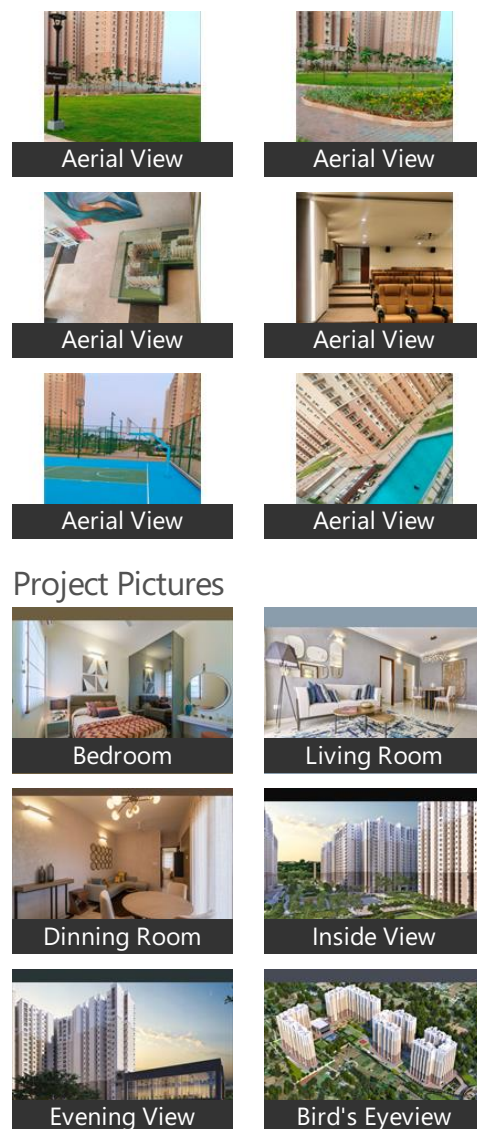 Aerial View
Aerial View
Aerial View
Aerial View
Aerial View
Aerial View
Project Pictures
Bedroom
Living Room
Dinning Room
Inside View
Evening View
Bird's Eyeview